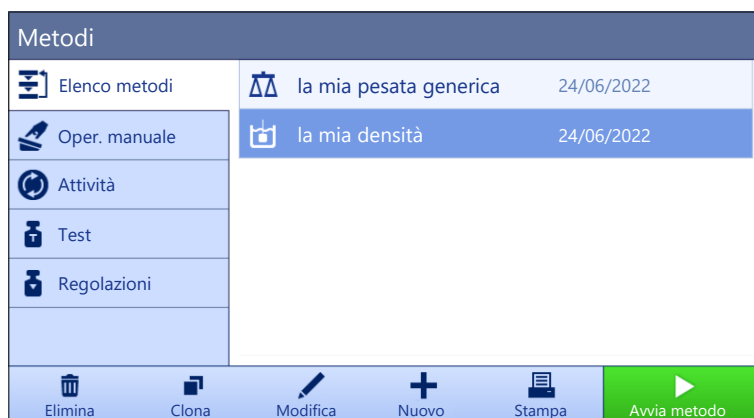 Metodi
Elenco metodi
Oper. manuale
Attività
Test
Regolazioni
la mia pesata generica 24/06/2022
la mia densità 24/06/2022
Elimina
Clona
Modifica
Nuovo
Stampa
Avvia metodo